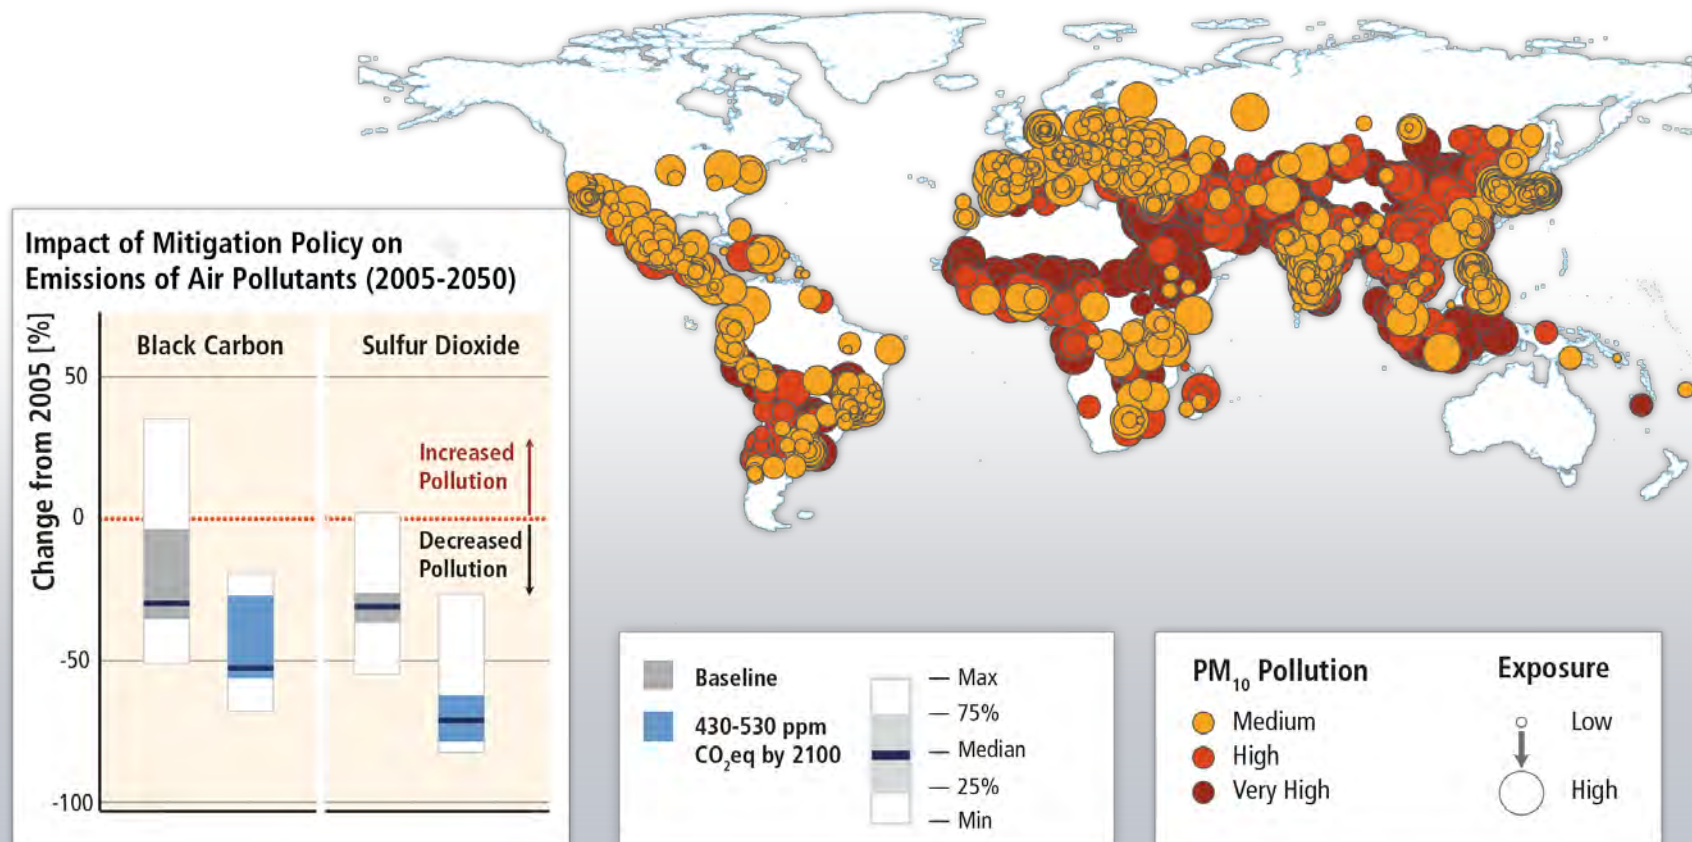 Impact of Mitigation Policy on
Emissions of Air Pollutants (2005-2050)
Change from 2005 [%]
Black Carbon
Sulfur Dioxide
50
0
-50
-100
Increased
Pollution
Decreased
Pollution
Baseline
430-530 ppm
CO₂eq by 2100
Max
75%
Median
25%
Min
PM₁₀ Pollution
Medium
High
Very High
Exposure
Low
High